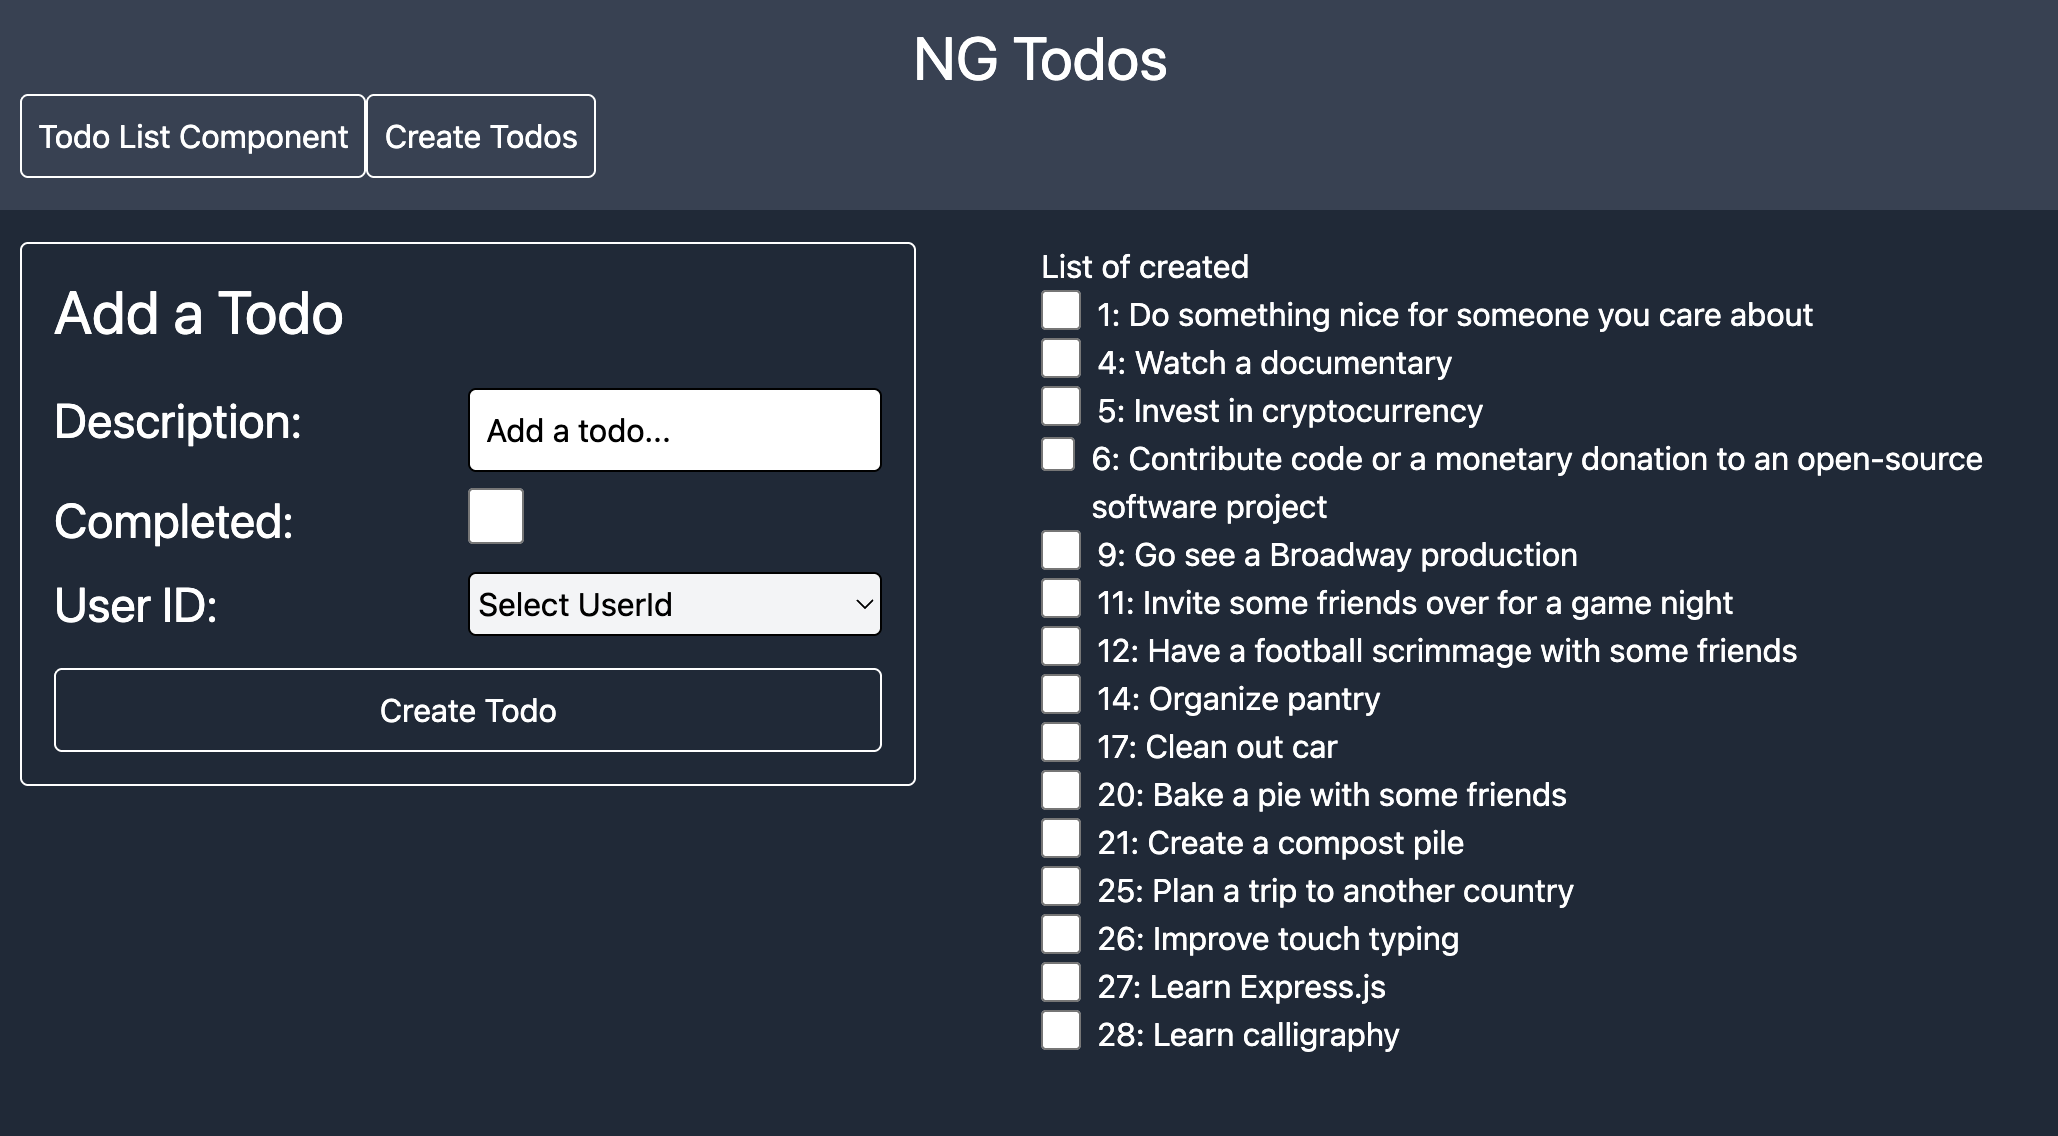 NG Todos
Todo List Component
Create Todos
Add a Todo
Description:
Add a todo...
Completed:
User ID:
Select UserId
Create Todo
List of created
1: Do something nice for someone you care about
4: Watch a documentary
5: Invest in cryptocurrency
6: Contribute code or a monetary donation to an open-source
software project
9: Go see a Broadway production
11: Invite some friends over for a game night
12: Have a football scrimmage with some friends
14: Organize pantry
17: Clean out car
20: Bake a pie with some friends
21: Create a compost pile
25: Plan a trip to another country
26: Improve touch typing
27: Learn Express.js
28: Learn calligraphy